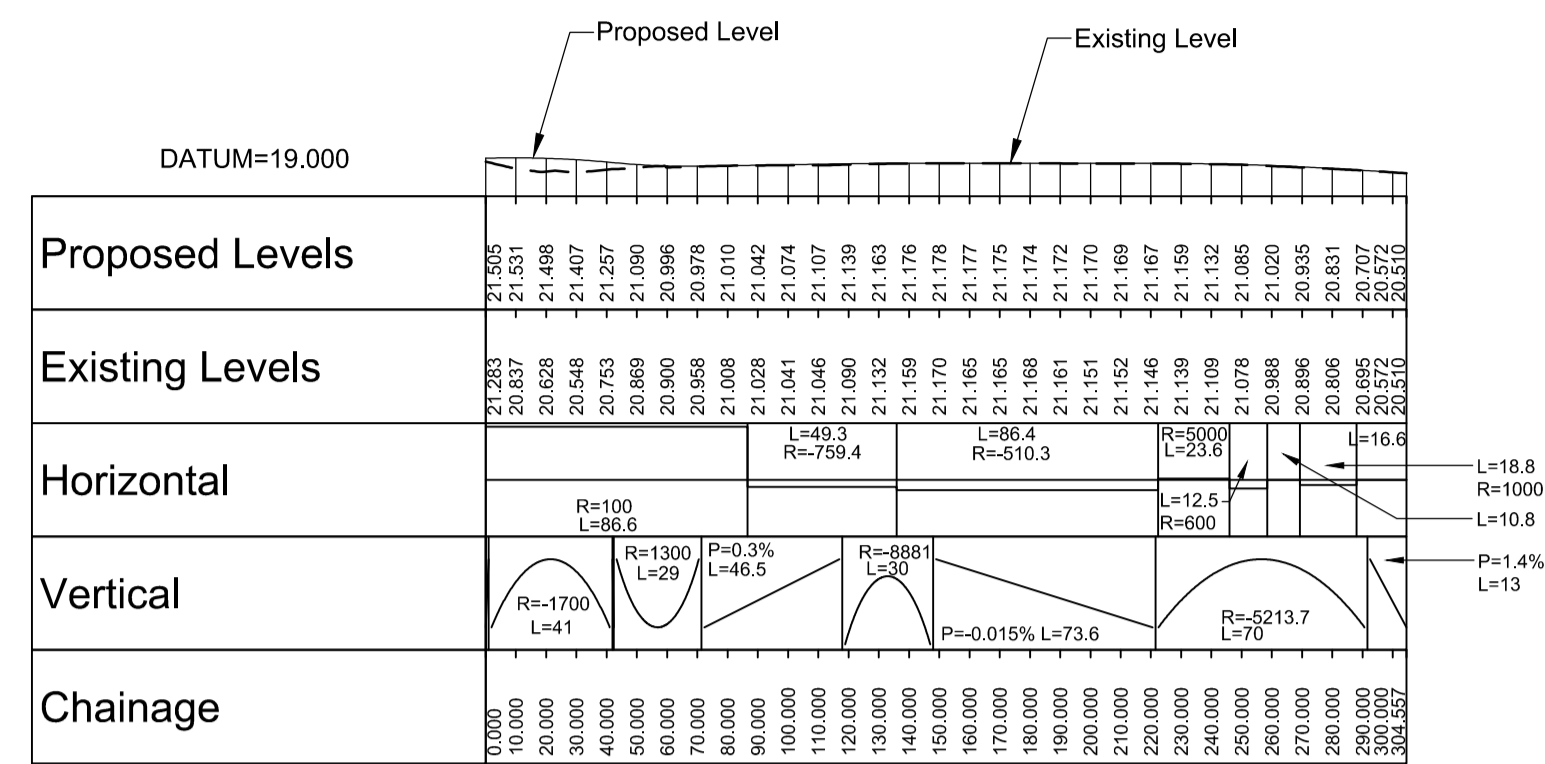 Proposed Level
Existing Level
DATUM=19.000
Proposed Levels
21.505 21.531 21.498 21.407 21.257 21.090 20.996 20.978 21.010 21.042 21.074 21.107 21.139 21.163 21.176 21.178 21.177 21.175 21.174 21.172 21.170 21.169 21.167 21.159 21.132 21.085 21.020 20.935 20.831 20.707 20.572 20.510
Existing Levels
21.283 20.837 20.628 20.548 20.753 20.869 20.900 20.958 21.008 21.028 21.041 21.046 21.090 21.132 21.159 21.170 21.165 21.165 21.168 21.161 21.151 21.152 21.146 21.139 21.109 21.078 20.988 20.896 20.806 20.695 20.572 20.510
Horizontal
R=100
L=86.6
L=49.3
R=-759.4
L=86.4
R=-510.3
R=5000
L=23.6
L=12.5
R=600
L=16.6
L=18.8
R=1000
L=10.8
Vertical
R=-1700
L=41
R=1300
L=29
P=0.3%
L=46.5
R=-8881
L=30
P=-0.015% L=73.6
R=-5213.7
L=70
P=1.4%
L=13
Chainage
0.000 10.000 20.000 30.000 40.000 50.000 60.000 70.000 80.000 90.000 100.000 110.000 120.000 130.000 140.000 150.000 160.000 170.000 180.000 190.000 200.000 210.000 220.000 230.000 240.000 250.000 260.000 270.000 280.000 290.000 300.000 304.557